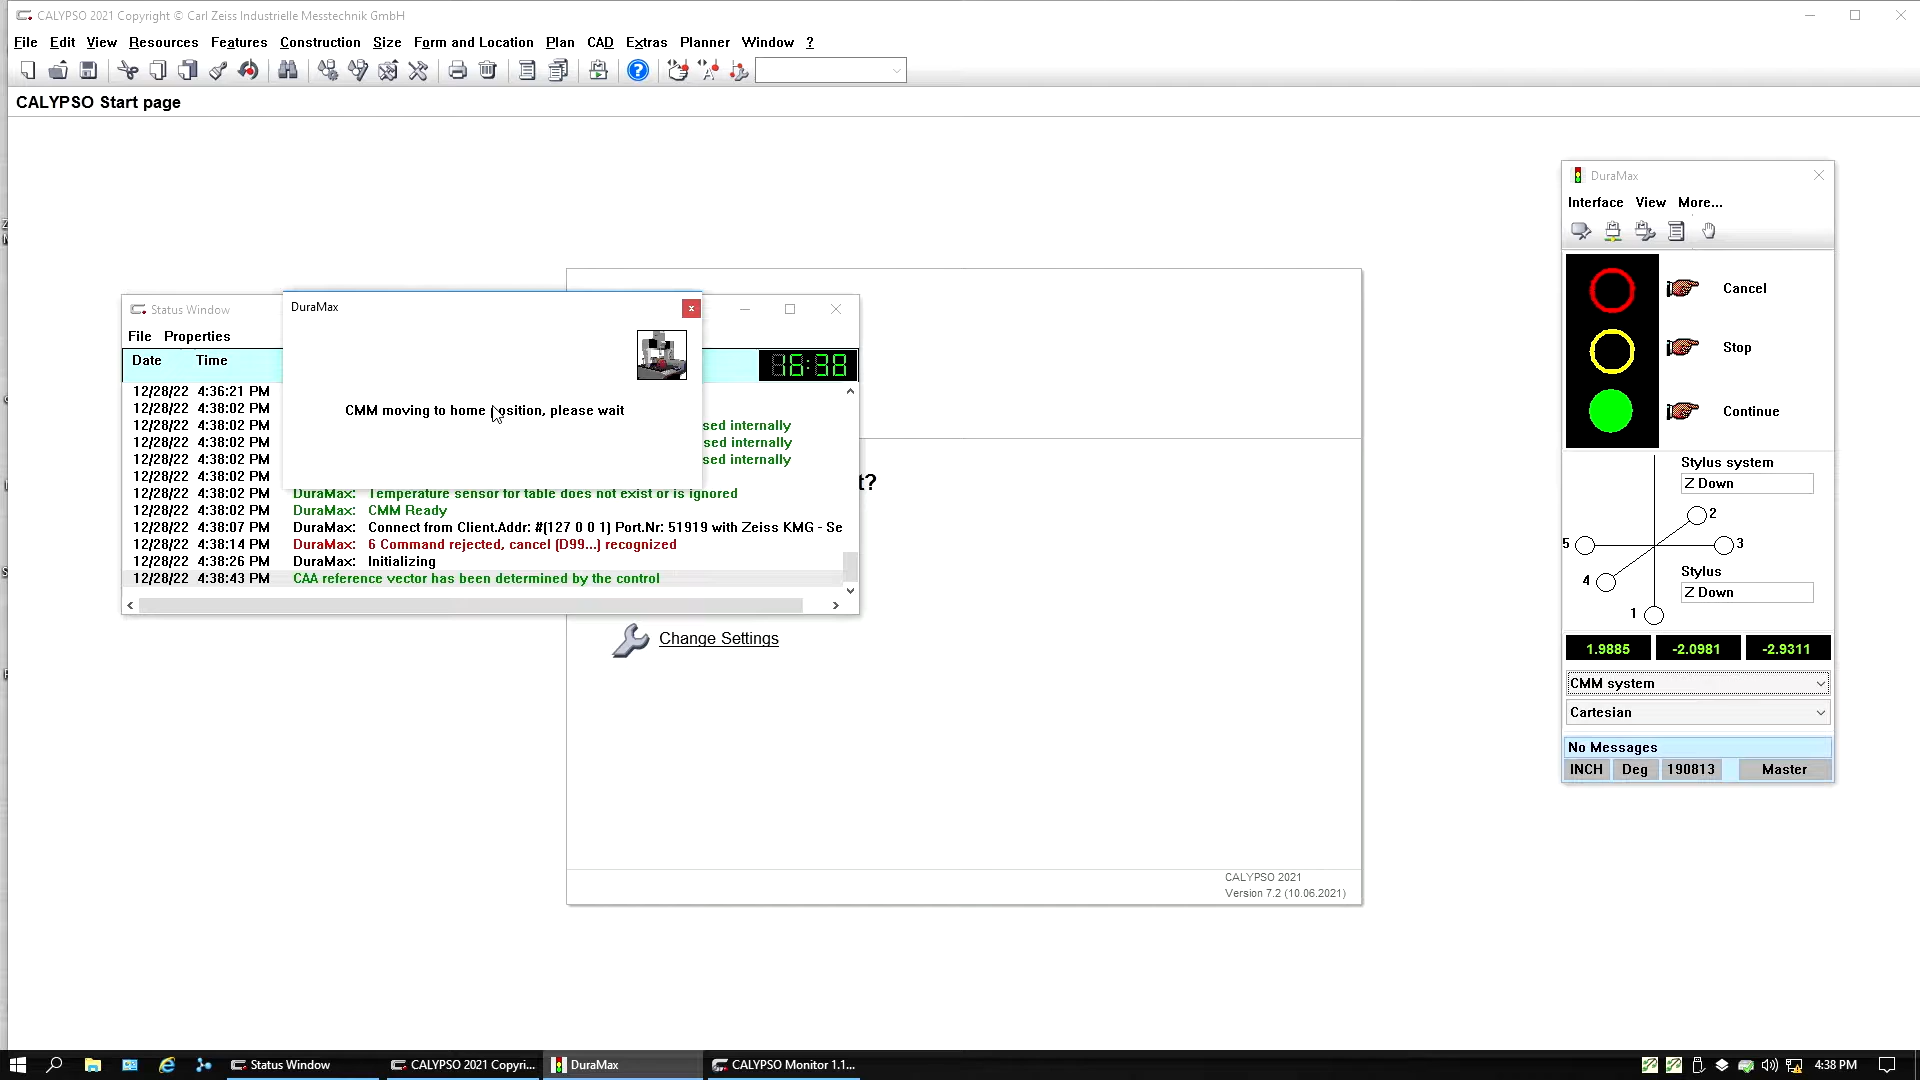 CALYPSO 2021 Copyright © Carl Zeiss Industrielle Messtechnik GmbH
File Edit View Resources Features Construction Size Form and Location Plan CAD Extras Planner Window ?
CALYPSO Start page
DuraMax
Interface View More...
Cancel
Stop
Continue
Stylus system
Z Down
2
5
3
Stylus
4
Z Down
1
1.9885 -2.0981 -2.9311
CMM system
Cartesian
No Messages
INCH Deg 190813 Master
Status Window
File Properties
Date Time
16:38
DuraMax
CMM moving to home position, please wait
12/28/22 4:36:21 PM
12/28/22 4:38:02 PM
12/28/22 4:38:02 PM sed internally
12/28/22 4:38:02 PM sed internally
12/28/22 4:38:02 PM sed internally
12/28/22 4:38:02 PM
12/28/22 4:38:02 PM DuraMax: Temperature sensor for table does not exist or is ignored
12/28/22 4:38:02 PM DuraMax: CMM Ready
12/28/22 4:38:07 PM DuraMax: Connect from Client.Addr: #(127 0 0 1) Port.Nr: 51919 with Zeiss KMG - Se
12/28/22 4:38:14 PM DuraMax: 6 Command rejected, cancel (D99...) recognized
12/28/22 4:38:26 PM DuraMax: Initializing
12/28/22 4:38:43 PM CAA reference vector has been determined by the control
t?
Change Settings
CALYPSO 2021
Version 7.2 (10.06.2021)
Status Window CALYPSO 2021 Copyri... DuraMax CALYPSO Monitor 1.1... 4:38 PM